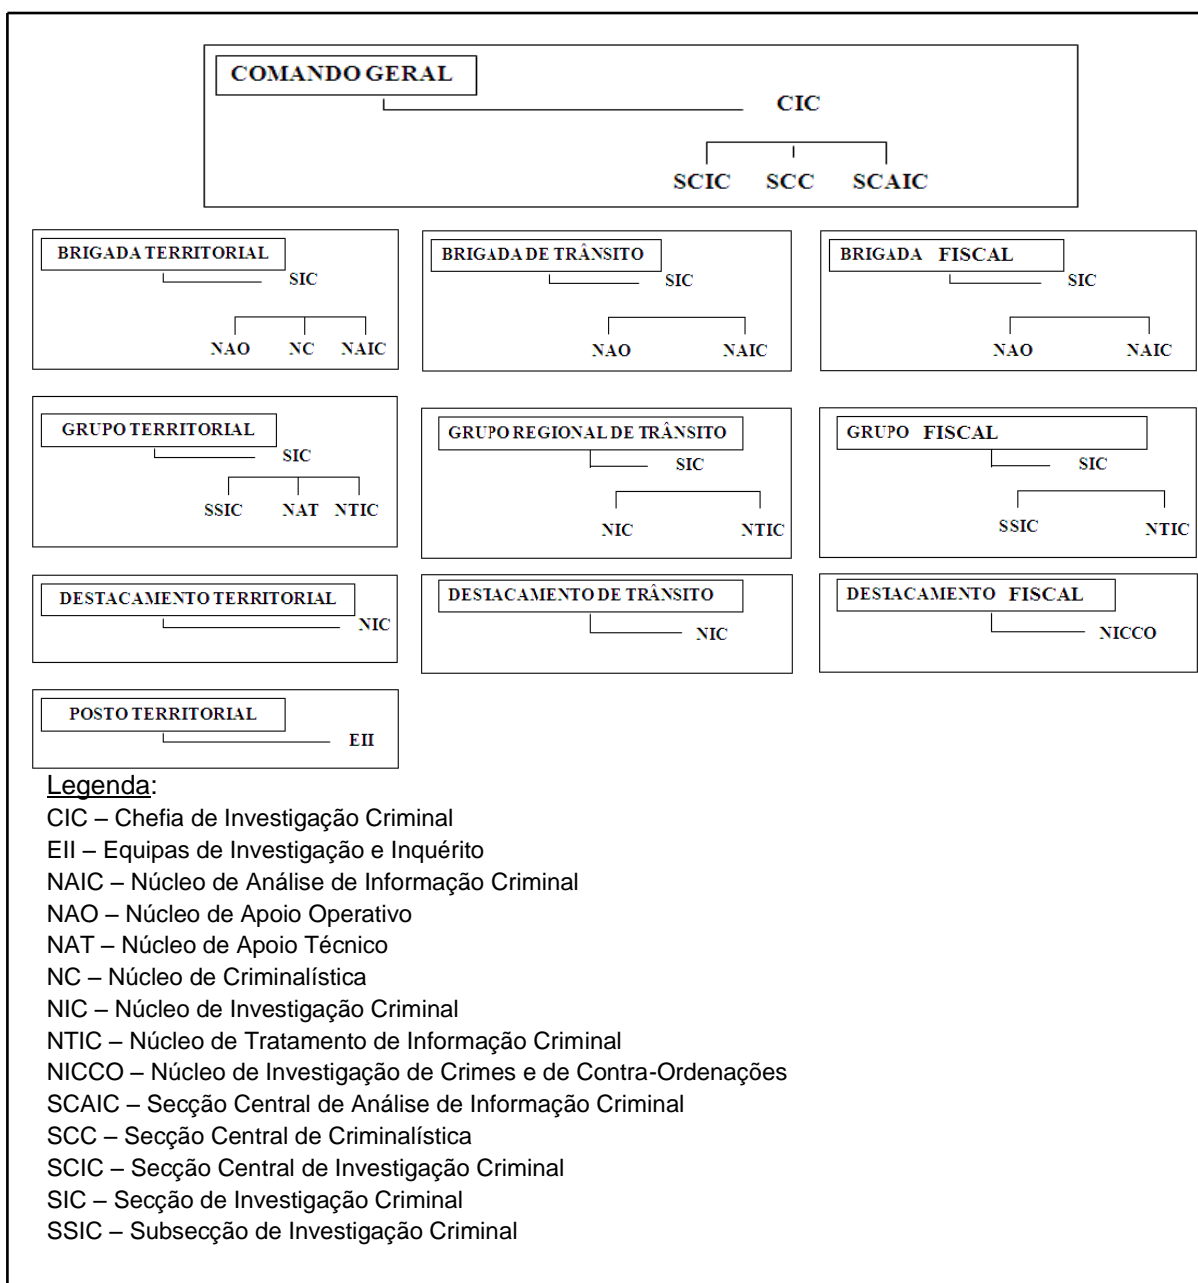 COMANDO GERAL
CIC
SCIC SCC SCAIC
BRIGADA TERRITORIAL
SIC
NAO NC NAIC
BRIGADA DE TRÂNSITO
SIC
NAO NAIC
BRIGADA FISCAL
SIC
NAO NAIC
GRUPO TERRITORIAL
SIC
SSIC NAT NTIC
GRUPO REGIONAL DE TRÂNSITO
SIC
NIC NTIC
GRUPO FISCAL
SIC
SSIC NTIC
DESTACAMENTO TERRITORIAL
NIC
DESTACAMENTO DE TRÂNSITO
NIC
DESTACAMENTO FISCAL
NICCO
POSTO TERRITORIAL
EII
Legenda:
CIC – Chefia de Investigação Criminal
EII – Equipas de Investigação e Inquérito
NAIC – Núcleo de Análise de Informação Criminal
NAO – Núcleo de Apoio Operativo
NAT – Núcleo de Apoio Técnico
NC – Núcleo de Criminalística
NIC – Núcleo de Investigação Criminal
NTIC – Núcleo de Tratamento de Informação Criminal
NICCO – Núcleo de Investigação de Crimes e de Contra-Ordenações
SCAIC – Secção Central de Análise de Informação Criminal
SCC – Secção Central de Criminalística
SCIC – Secção Central de Investigação Criminal
SIC – Secção de Investigação Criminal
SSIC – Subsecção de Investigação Criminal